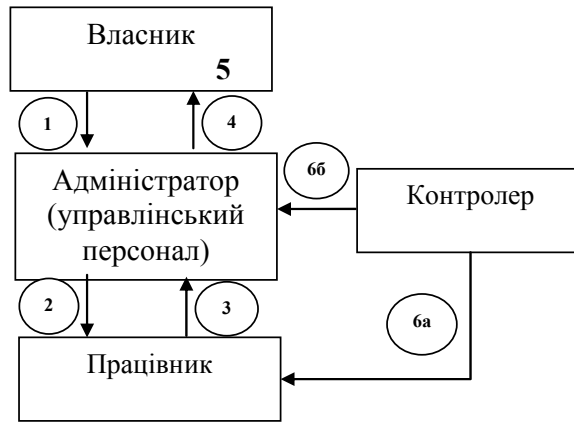 Власник
5
1
4
6б
Адміністратор
(управлінський
персонал)
Контролер
2
3
6а
Працівник